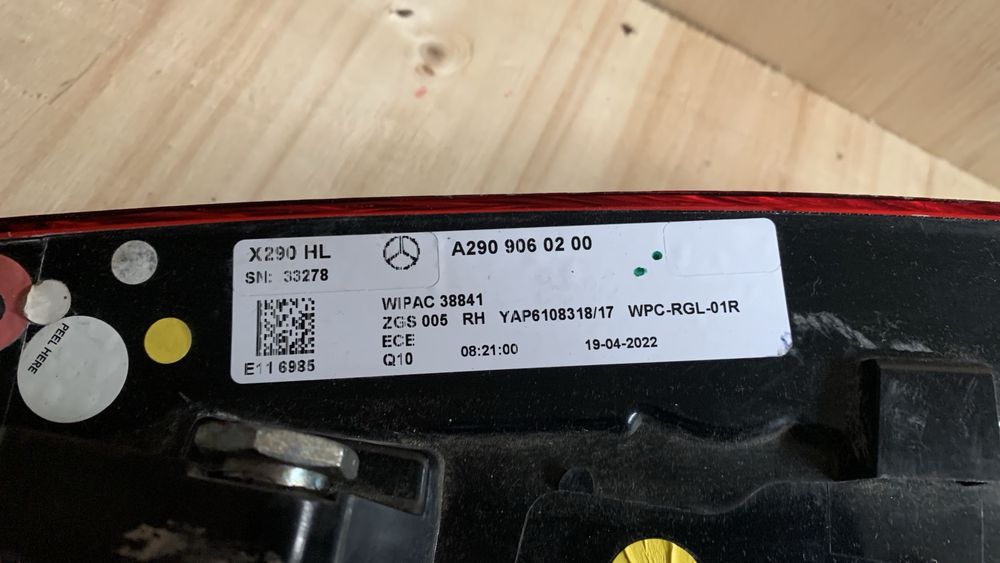 X290 HL
SN: 33278
A290 906 02 00
WIPAC 38841
ZGS 005 RH YAP6108318/17 WPC-RGL-01R
ECE
Q10 08:21:00 19-04-2022
E11 6985
PEEL HERE